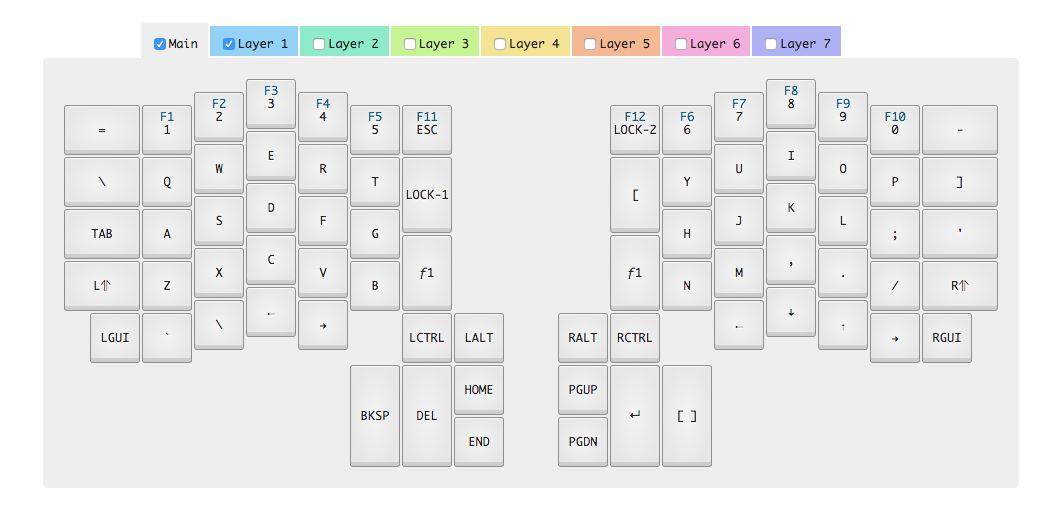 Main Layer 1 Layer 2 Layer 3 Layer 4 Layer 5 Layer 6 Layer 7
F3 F8
3 8
F2 F4 F7 F9
2 4 7 9
F1 F5 F11 F12 F6 F10
= 1 5 ESC LOCK-2 6 0 -
E I
W R U O
\ Q T LOCK-1 [ Y P ]
D K
S F J L
TAB A G H ; '
C ,
X V ƒ1 ƒ1 M .
L⇑ Z B N / R⇑
← ↓
\ → ← ↑
LGUI ` LCTRL LALT RALT RCTRL → RGUI
HOME PGUP
BKSP DEL ↵ [ ]
END PGDN